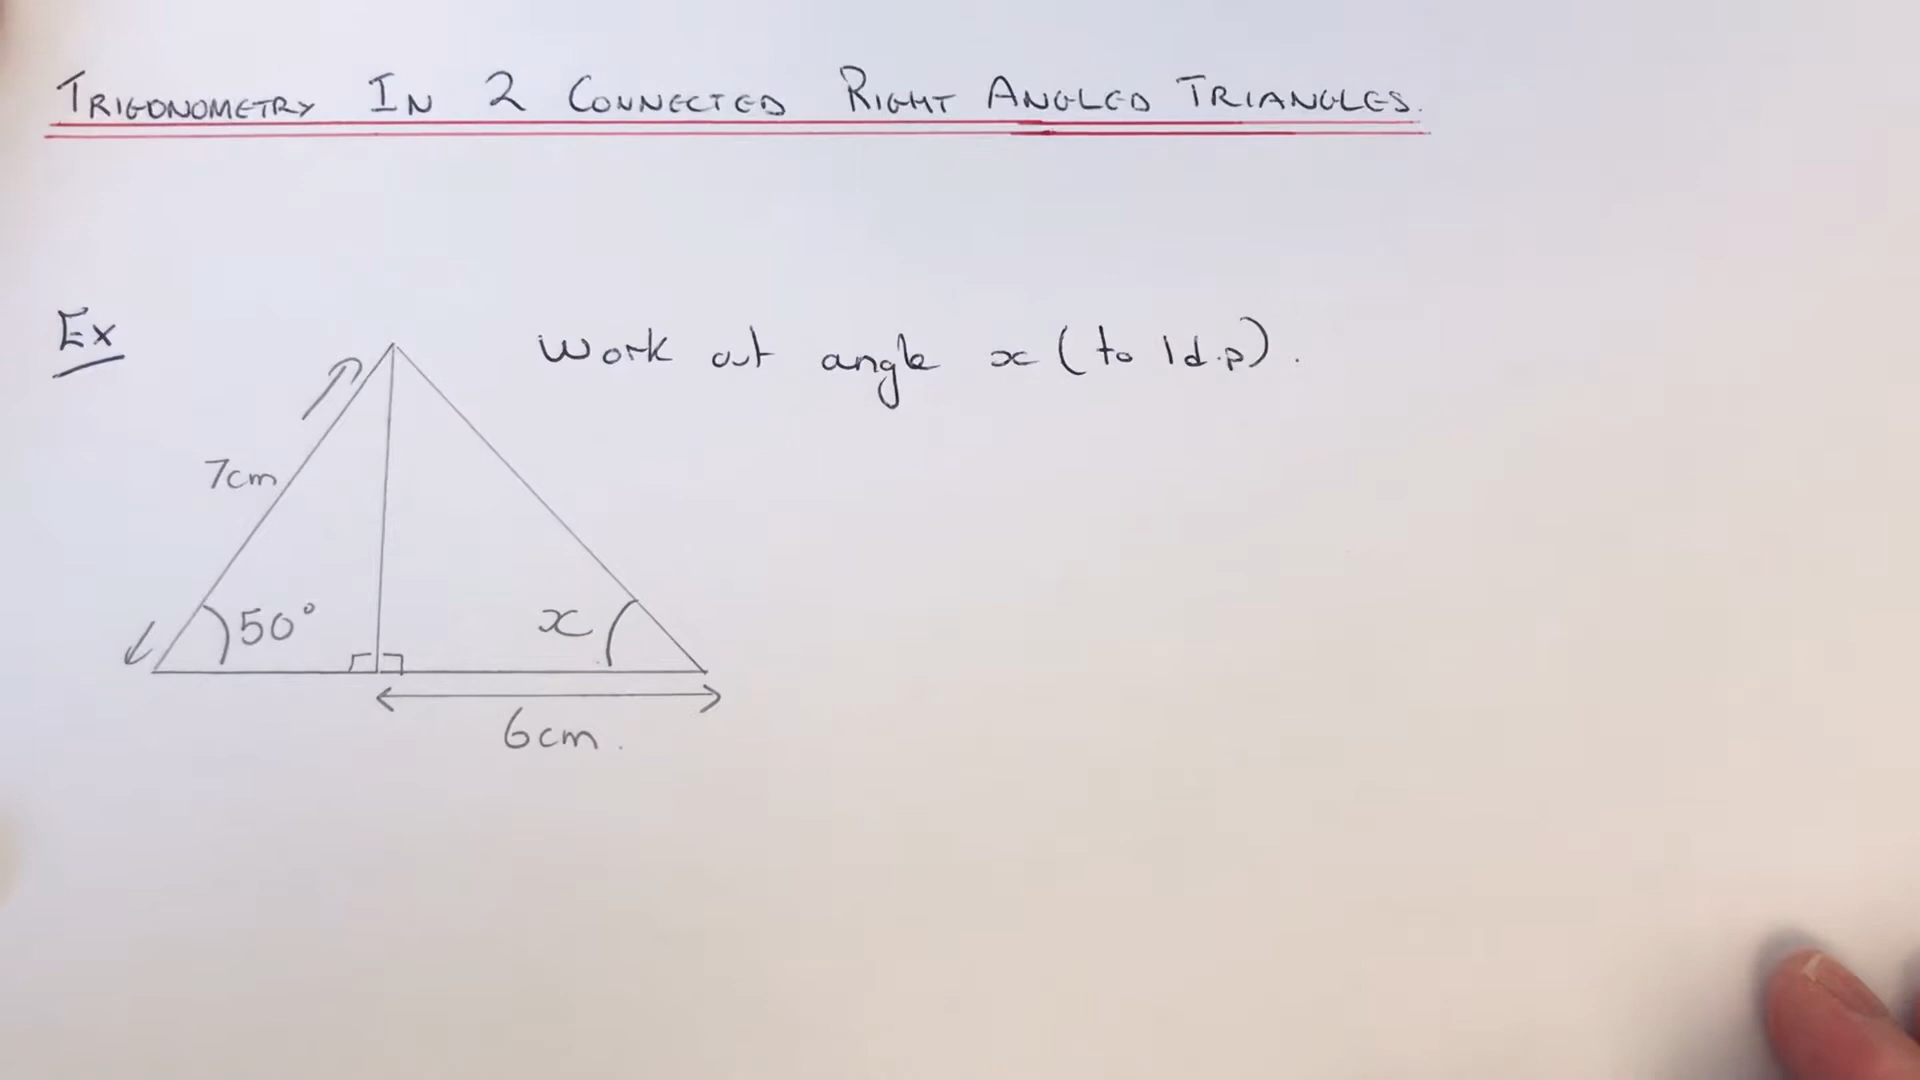 TRIGONOMETRY IN 2 CONNECTED RIGHT ANGLED TRIANGLES.
Ex
Work out angle x (to 1d.p).
7cm
50°
x
6cm.